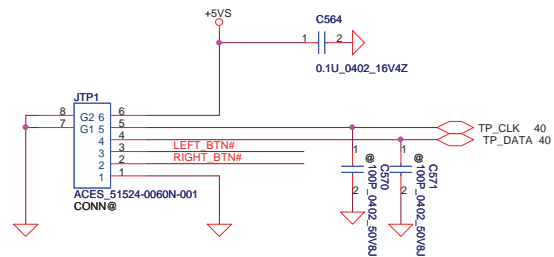 +5VS
C564
1 2
0.1U_0402_16V4Z
JTP1
8 G2 6 6
7 G1 5 5
4 4
3 3 LEFT_BTN#
2 2 RIGHT_BTN#
1 1
ACES_51524-0060N-001
CONN@
TP_CLK 40
TP_DATA 40
1 2
C570
@100P_0402_50V8J
1 2
C571
@100P_0402_50V8J